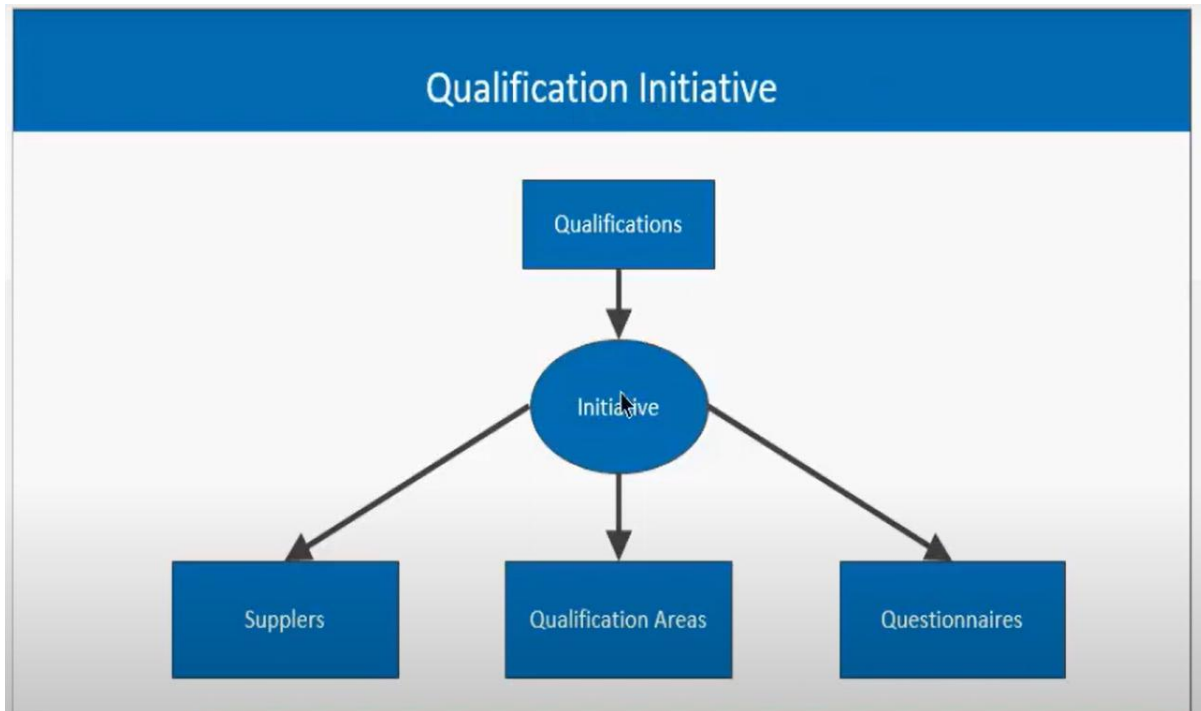 Qualification Initiative
Qualifications
Initiative
Supplers
Qualification Areas
Questionnaires